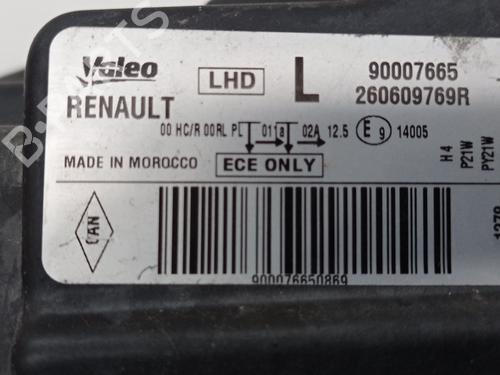 Valeo
LHD
L
90007665
RENAULT
260609769R
00 HC/R 00RL PL 01 a 02A 12.5 E 9 14005
MADE IN MOROCCO
ECE ONLY
H4
P21W
PY21W
CAN
900076650869